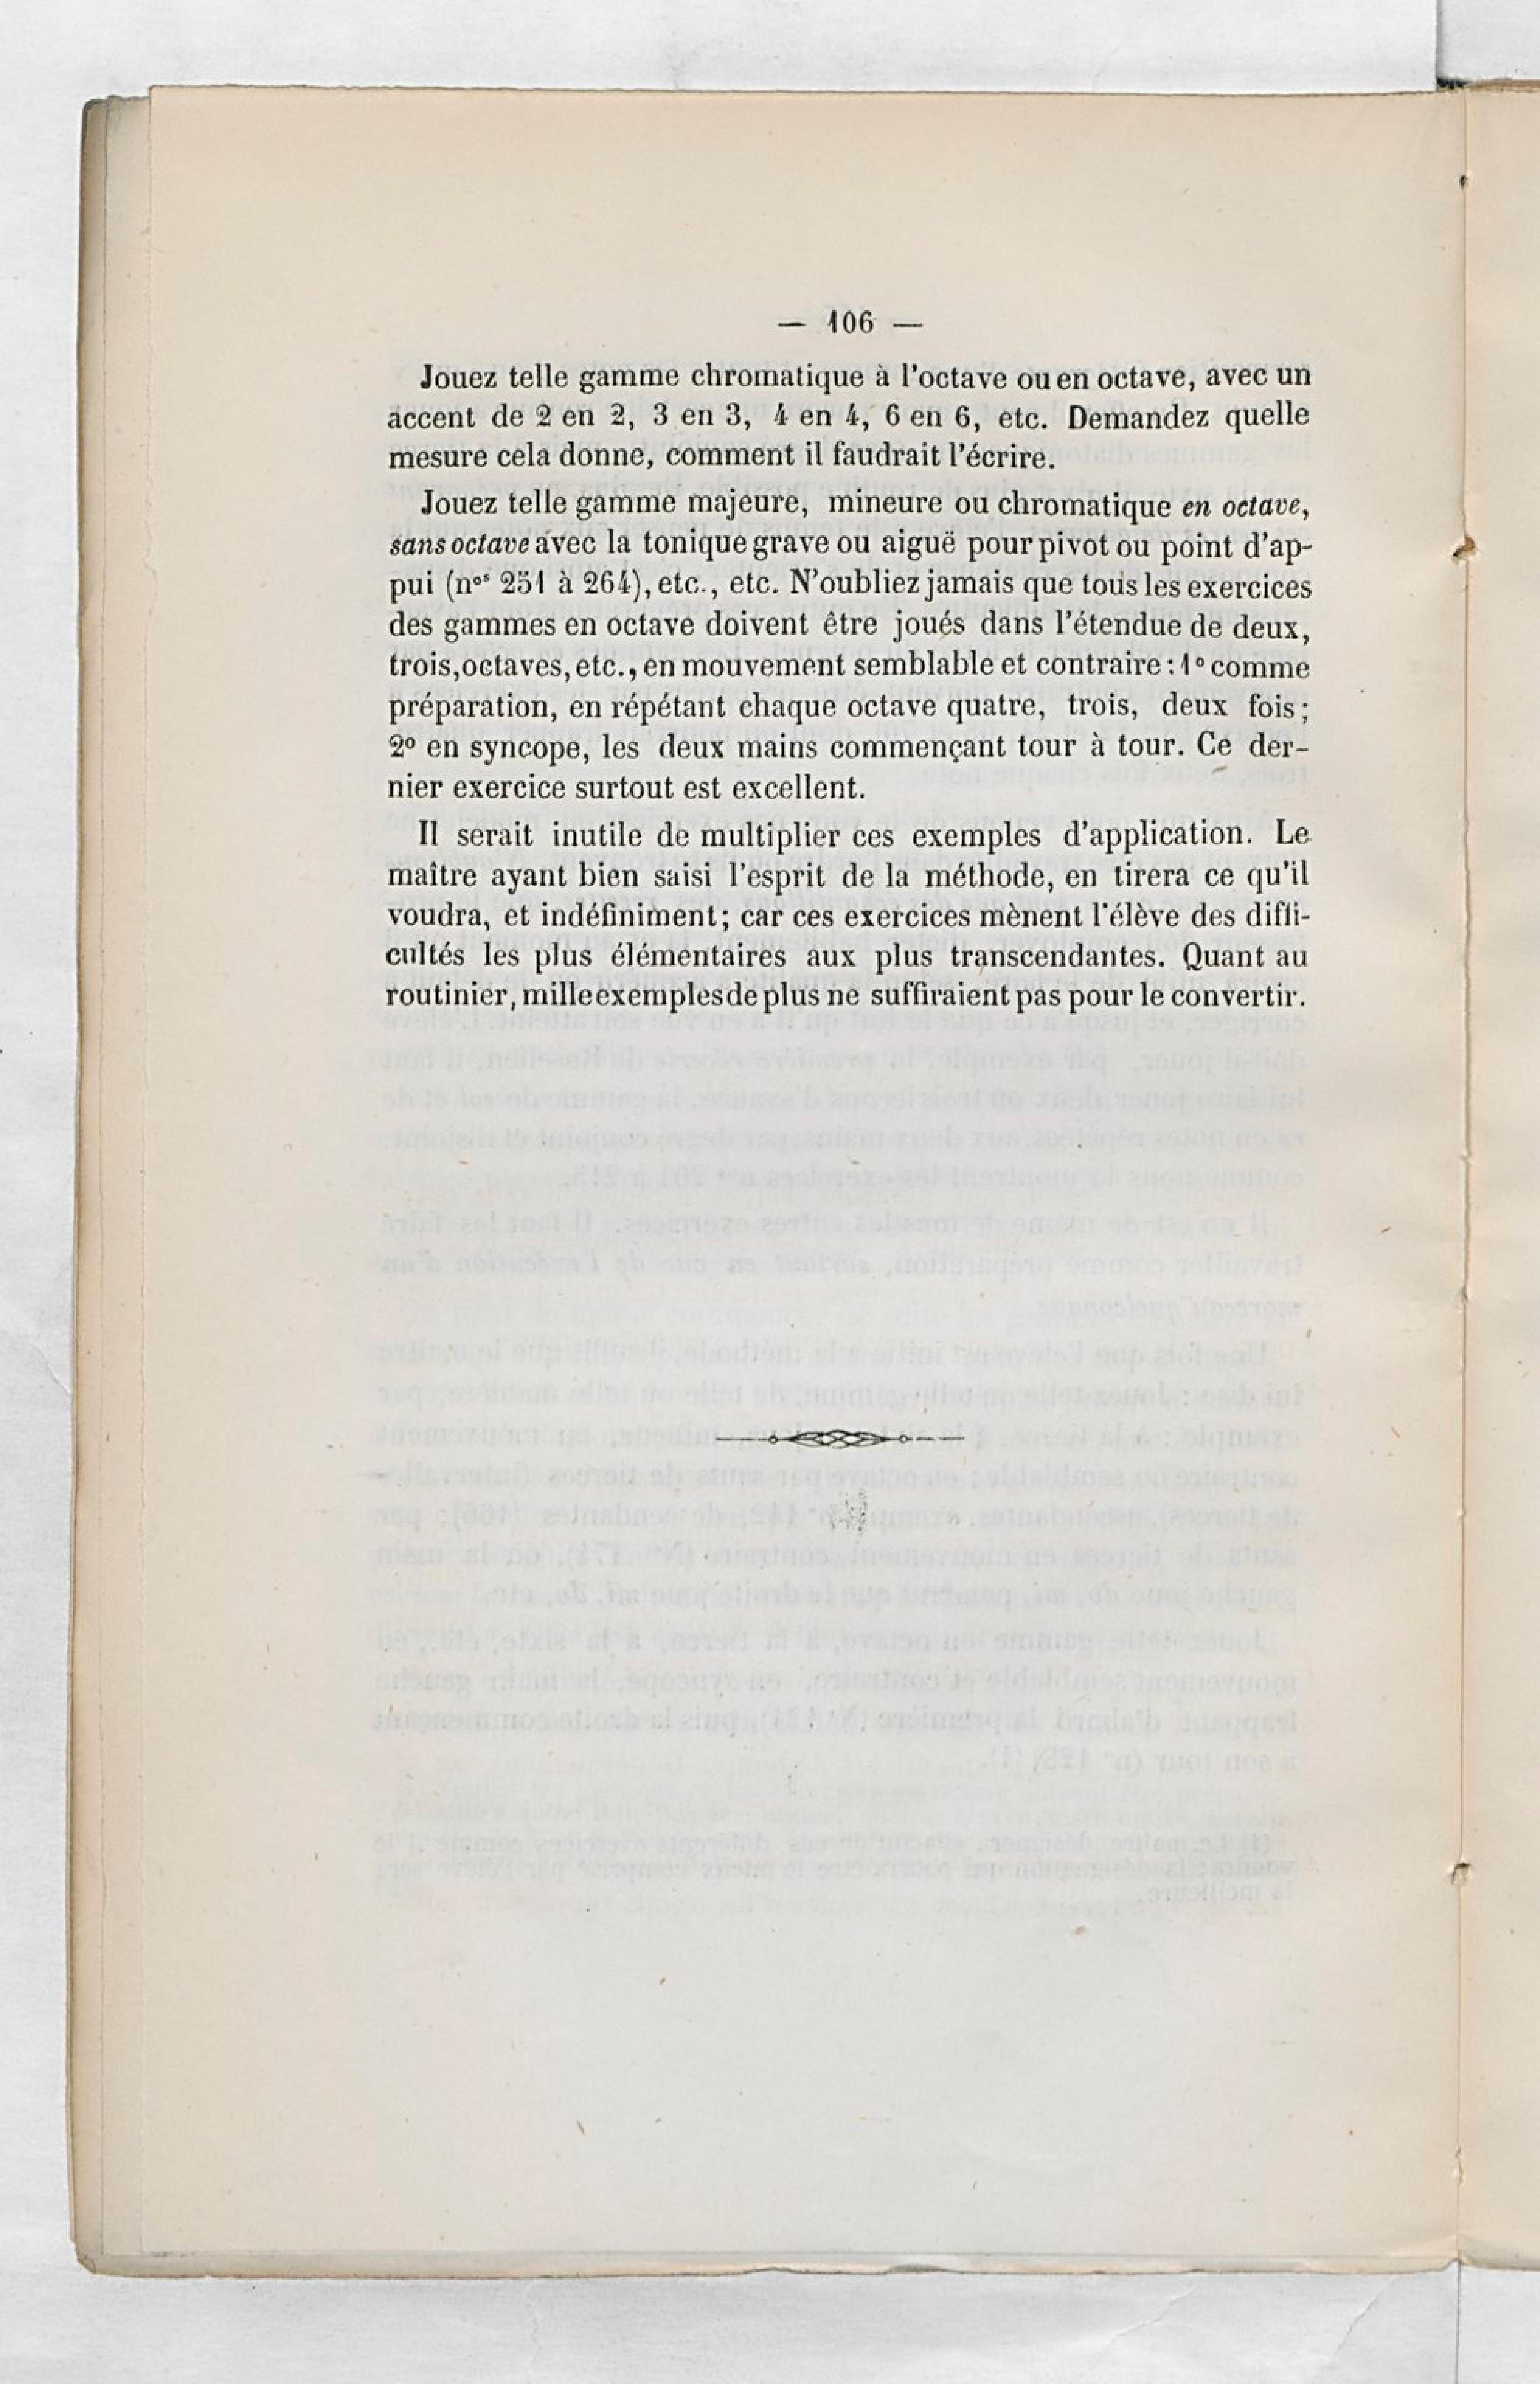 — 106 —
Jouez telle gamme chromatique à l'octave ou en octave, avec un
accent de 2 en 2, 3 en 3, 4 en 4, 6 en 6, etc. Demandez quelle
mesure cela donne, comment il faudrait l'écrire.
Jouez telle gamme majeure, mineure ou chromatique en octave,
sans octave avec la tonique grave ou aiguë pour pivot ou point d'ap-
pui (nos 251 à 264), etc., etc. N'oubliez jamais que tous les exercices
des gammes en octave doivent être joués dans l'étendue de deux,
trois, octaves, etc., en mouvement semblable et contraire : 1° comme
préparation, en répétant chaque octave quatre, trois, deux fois;
2° en syncope, les deux mains commençant tour à tour. Ce der-
nier exercice surtout est excellent.
Il serait inutile de multiplier ces exemples d'application. Le
maître ayant bien saisi l'esprit de la méthode, en tirera ce qu'il
voudra, et indéfiniment; car ces exercices mènent l'élève des diffi-
cultés les plus élémentaires aux plus transcendantes. Quant au
routinier, mille exemples de plus ne suffiraient pas pour le convertir.